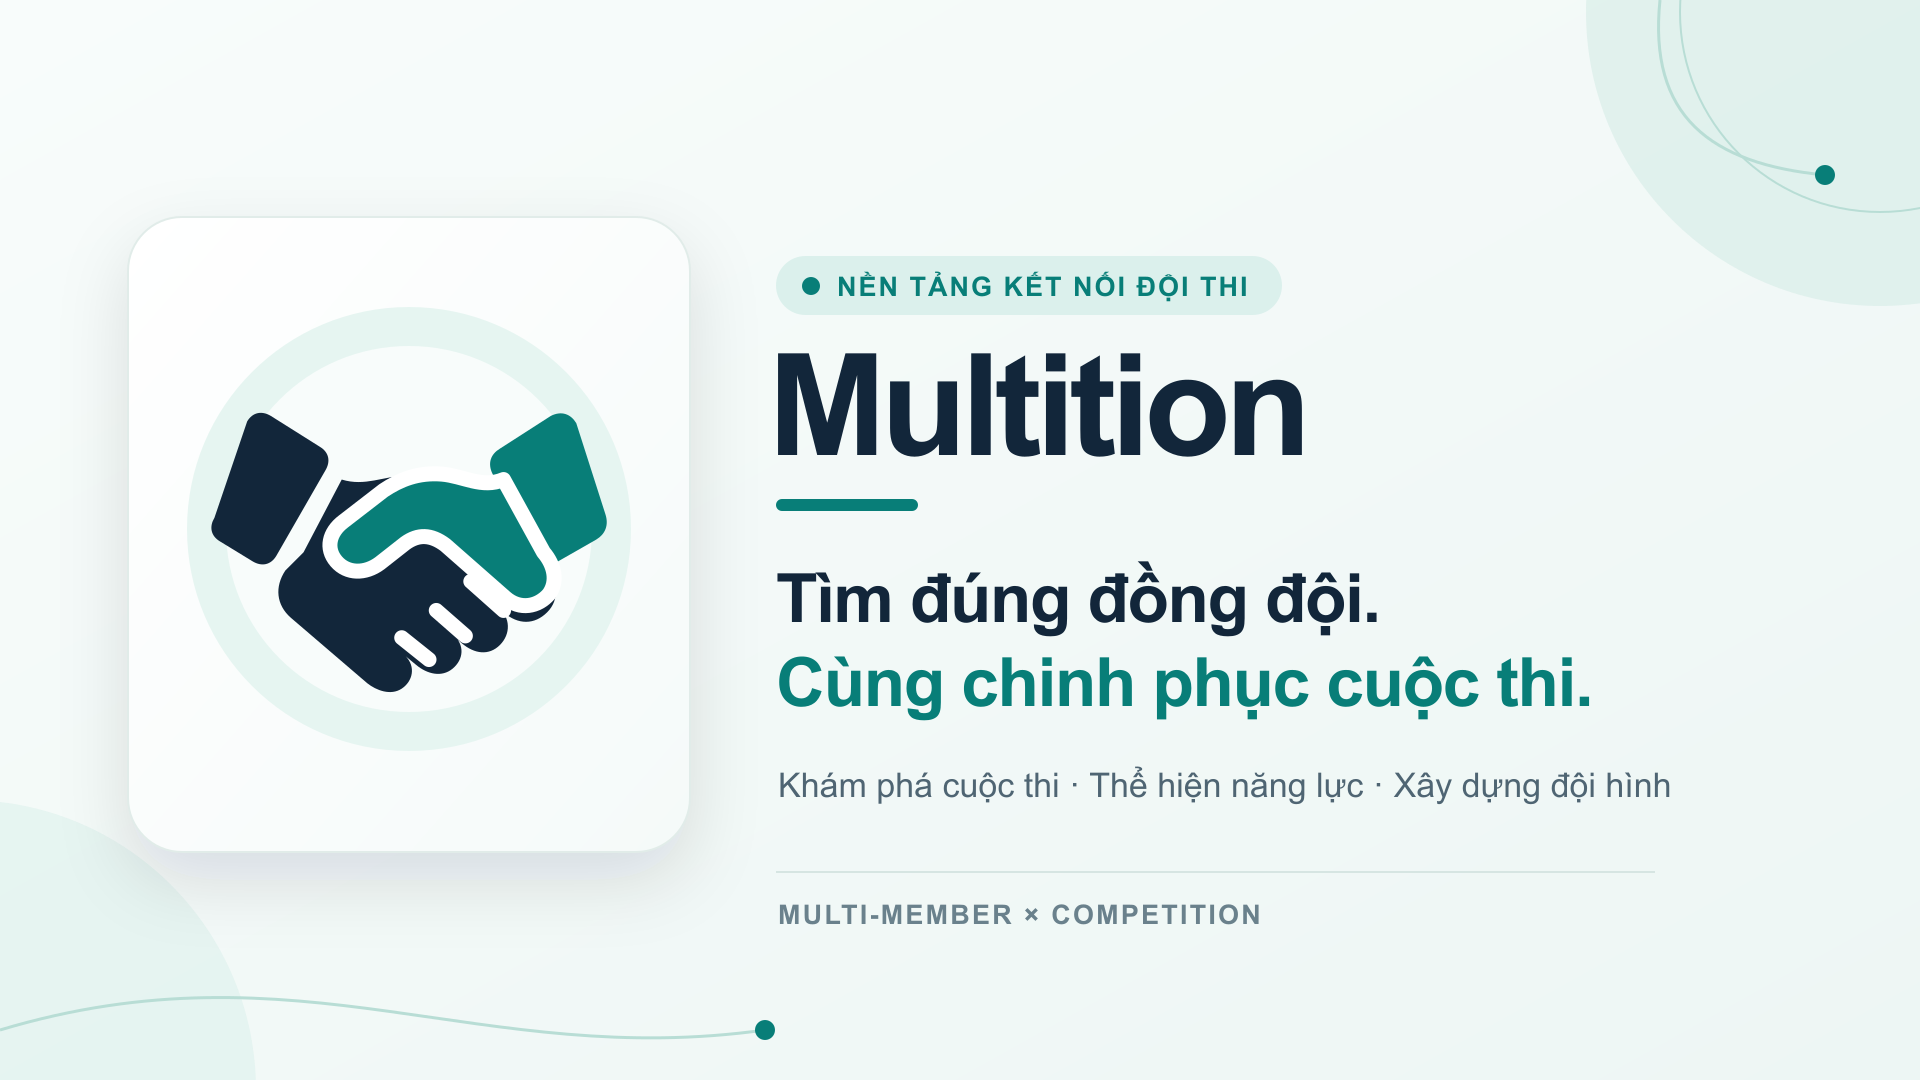 NỀN TẢNG KẾT NỐI ĐỘI THI
Multition
Tìm đúng đồng đội.
Cùng chinh phục cuộc thi.
Khám phá cuộc thi · Thể hiện năng lực · Xây dựng đội hình
MULTI-MEMBER × COMPETITION